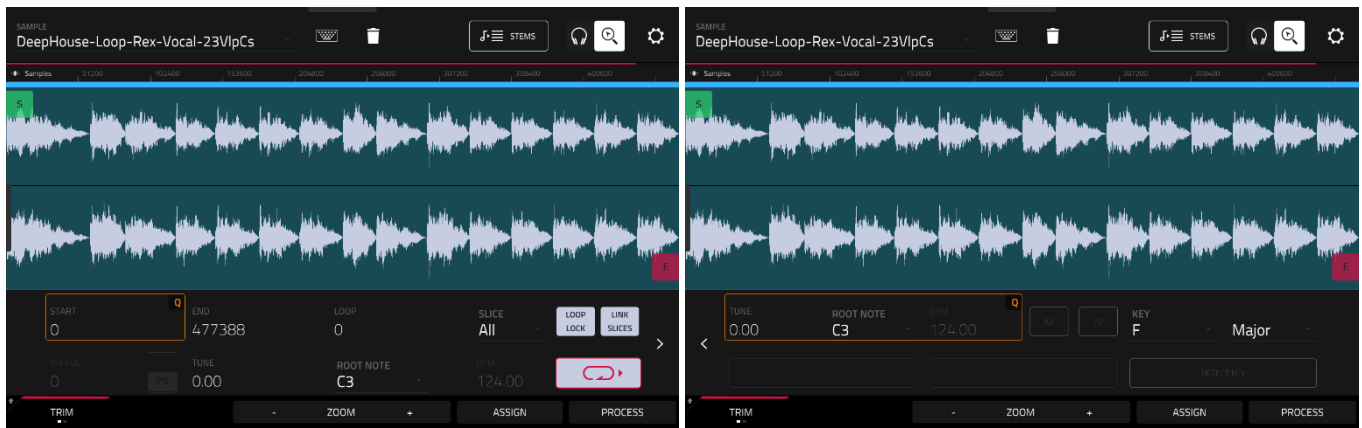 SAMPLE
DeepHouse-Loop-Rex-Vocal-23VlpCs
STEMS
Samples 51200 102400 153600 204800 256000 307200 358400 409600
S
E
START Q END LOOP SLICE LOOP LOCK LINK SLICES
0 477388 0 All
X-FADE TUNE ROOT NOTE BPM
0 0.00 C3 124.00
TRIM - ZOOM + ASSIGN PROCESS
SAMPLE
DeepHouse-Loop-Rex-Vocal-23VlpCs
STEMS
Samples 51200 102400 153600 204800 256000 307200 358400 409600
S
E
TUNE ROOT NOTE BPM Q X2 /2 KEY
0.00 C3 124.00 F Major
DETECT KEY
TRIM - ZOOM + ASSIGN PROCESS